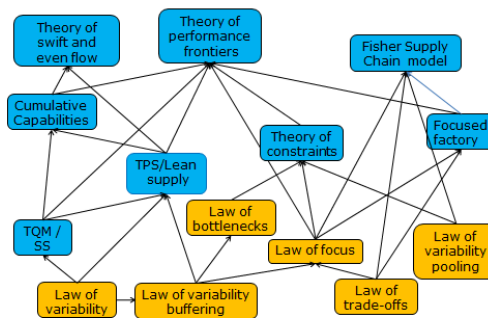 Theory of
swift and
even flow
Theory of
performance
frontiers
Fisher Supply
Chain model
Cumulative
Capabilities
Focused
factory
Theory of
constraints
TPS/Lean
supply
Law of
bottlenecks
TQM /
SS
Law of focus
Law of
variability
pooling
Law of
variability
Law of variability
buffering
Law of
trade-offs